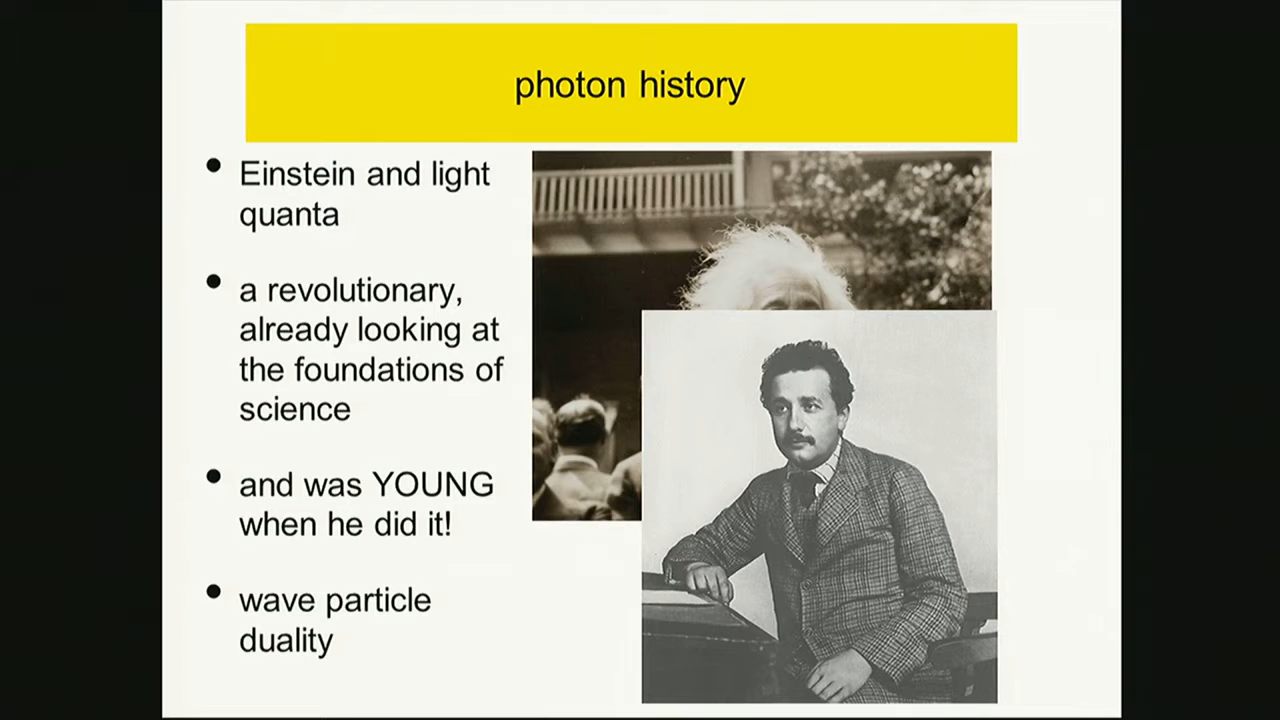 photon history
Einstein and light
quanta
a revolutionary,
already looking at
the foundations of
science
and was YOUNG
when he did it!
wave particle
duality